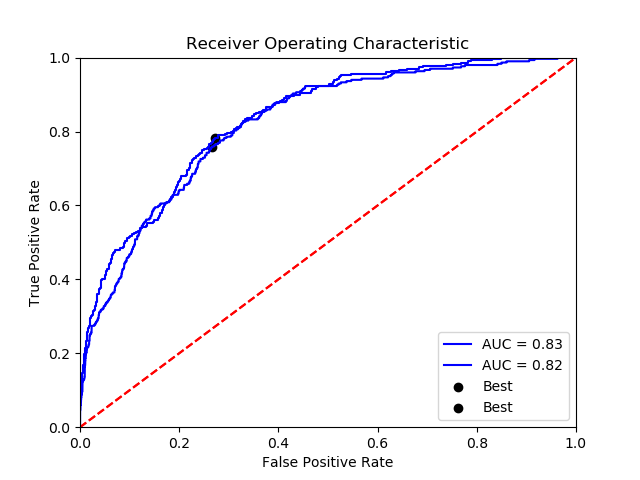 Receiver Operating Characteristic
True Positive Rate
1.0
0.8
0.6
0.4
0.2
0.0
AUC = 0.83
AUC = 0.82
Best
Best
0.0 0.2 0.4 0.6 0.8 1.0
False Positive Rate